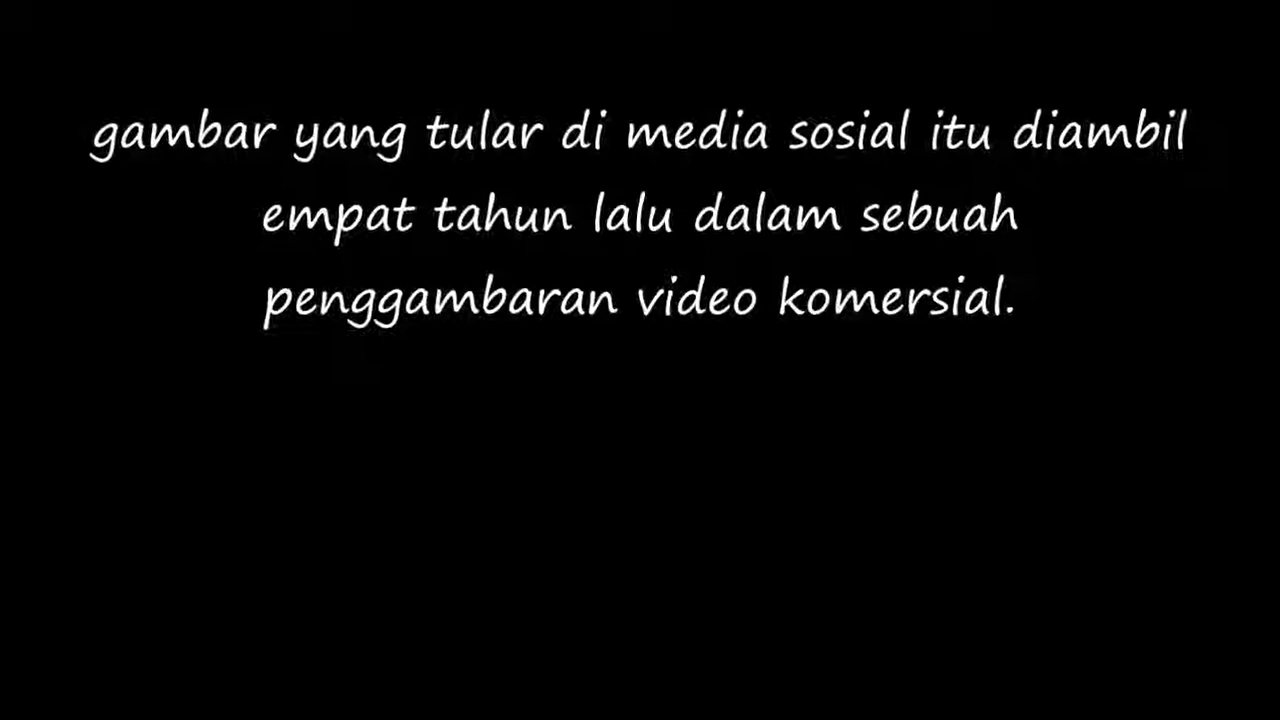 gambar yang tular di media sosial itu diambil
empat tahun lalu dalam sebuah
penggambaran video komersial.